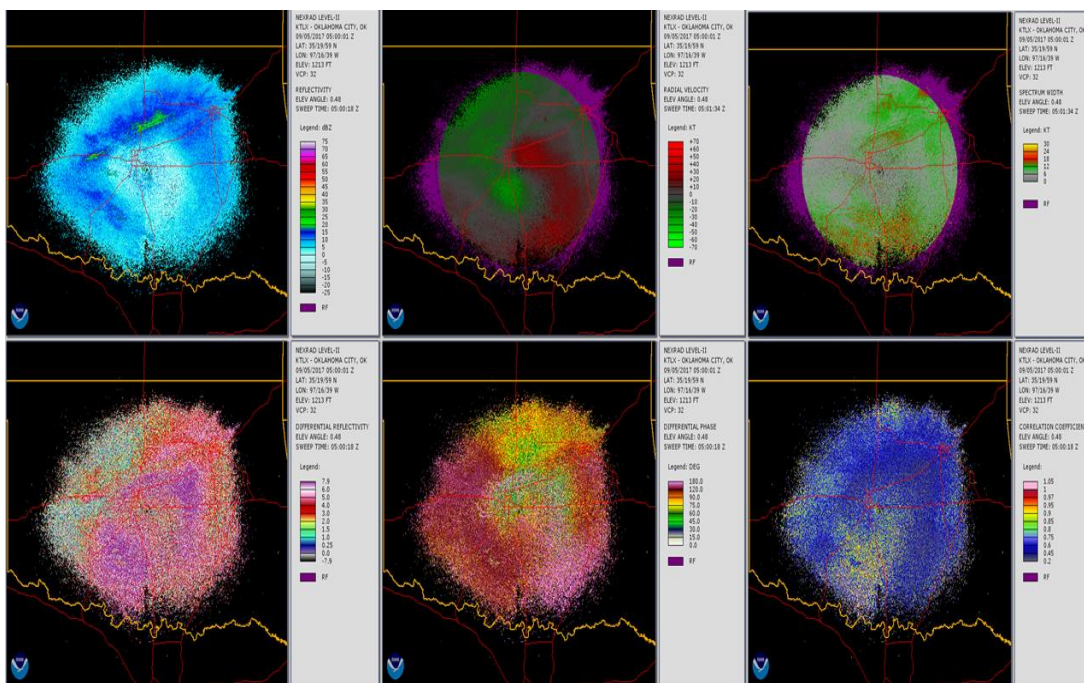 NEXRAD LEVEL-II
KTLX - OKLAHOMA CITY, OK
09/05/2017 05:00:01 Z
LAT: 35/19/59 N
LON: 97/16/39 W
ELEV: 1213 FT
VCP: 32
REFLECTIVITY
ELEV ANGLE: 0.48
SWEEP TIME: 05:00:18 Z
Legend: dBZ
75
70
65
60
55
50
45
40
35
30
25
20
15
10
5
0
-5
-10
-15
-20
-25
RF
NEXRAD LEVEL-II
KTLX - OKLAHOMA CITY, OK
09/05/2017 05:00:01 Z
LAT: 35/19/59 N
LON: 97/16/39 W
ELEV: 1213 FT
VCP: 32
RADIAL VELOCITY
ELEV ANGLE: 0.48
SWEEP TIME: 05:01:34 Z
Legend: KT
+70
+60
+50
+40
+30
+20
+10
0
-10
-20
-30
-40
-50
-60
-70
RF
NEXRAD LEVEL-II
KTLX - OKLAHOMA CITY, OK
09/05/2017 05:00:01 Z
LAT: 35/19/59 N
LON: 97/16/39 W
ELEV: 1213 FT
VCP: 32
SPECTRUM WIDTH
ELEV ANGLE: 0.48
SWEEP TIME: 05:01:34 Z
Legend: KT
30
24
18
12
6
0
RF
NEXRAD LEVEL-II
KTLX - OKLAHOMA CITY, OK
09/05/2017 05:00:01 Z
LAT: 35/19/59 N
LON: 97/16/39 W
ELEV: 1213 FT
VCP: 32
DIFFERENTIAL REFLECTIVITY
ELEV ANGLE: 0.48
SWEEP TIME: 05:00:18 Z
Legend:
7.9
6.0
5.0
4.0
3.0
2.0
1.5
1.0
0.25
0.0
-7.9
RF
NEXRAD LEVEL-II
KTLX - OKLAHOMA CITY, OK
09/05/2017 05:00:01 Z
LAT: 35/19/59 N
LON: 97/16/39 W
ELEV: 1213 FT
VCP: 32
DIFFERENTIAL PHASE
ELEV ANGLE: 0.48
SWEEP TIME: 05:00:18 Z
Legend: DEG
180.0
120.0
90.0
75.0
60.0
45.0
30.0
15.0
0.0
RF
NEXRAD LEVEL-II
KTLX - OKLAHOMA CITY, OK
09/05/2017 05:00:01 Z
LAT: 35/19/59 N
LON: 97/16/39 W
ELEV: 1213 FT
VCP: 32
CORRELATION COEFFICIEN
ELEV ANGLE: 0.48
SWEEP TIME: 05:00:18 Z
Legend:
1.05
1
0.97
0.95
0.9
0.85
0.8
0.75
0.6
0.45
0.2
RF